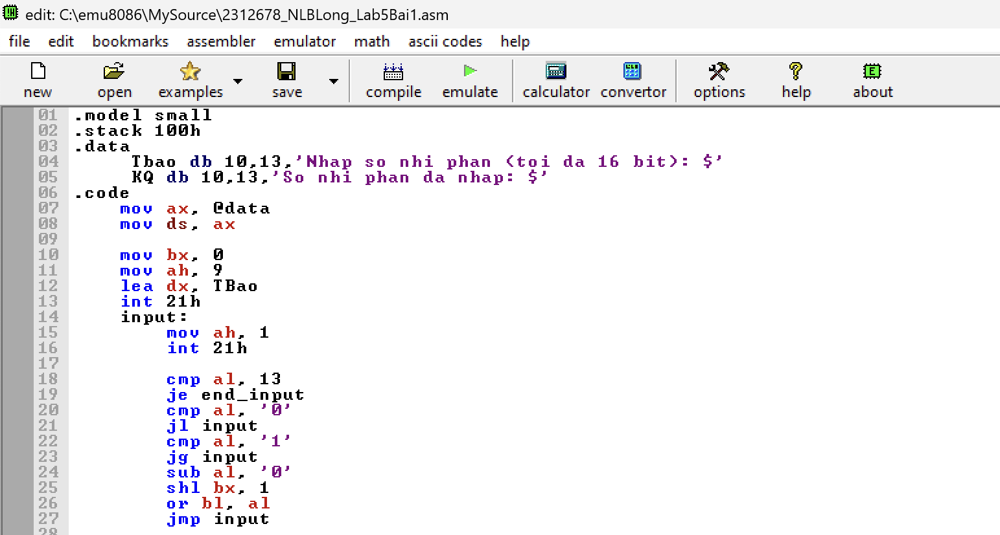 edit: C:\emu8086\MySource\2312678_NLBLong_Lab5Bai1.asm
file edit bookmarks assembler emulator math ascii codes help
new open examples save compile emulate calculator convertor options help about
01 .model small
02 .stack 100h
03 .data
04 Tbao db 10,13,'Nhap so nhi phan (toi da 16 bit): $'
05 KQ db 10,13,'So nhi phan da nhap: $'
06 .code
07 mov ax, @data
08 mov ds, ax
09
10 mov bx, 0
11 mov ah, 9
12 lea dx, TBao
13 int 21h
14 input:
15 mov ah, 1
16 int 21h
17
18 cmp al, 13
19 je end_input
20 cmp al, '0'
21 jl input
22 cmp al, '1'
23 jg input
24 sub al, '0'
25 shl bx, 1
26 or bl, al
27 jmp input
28